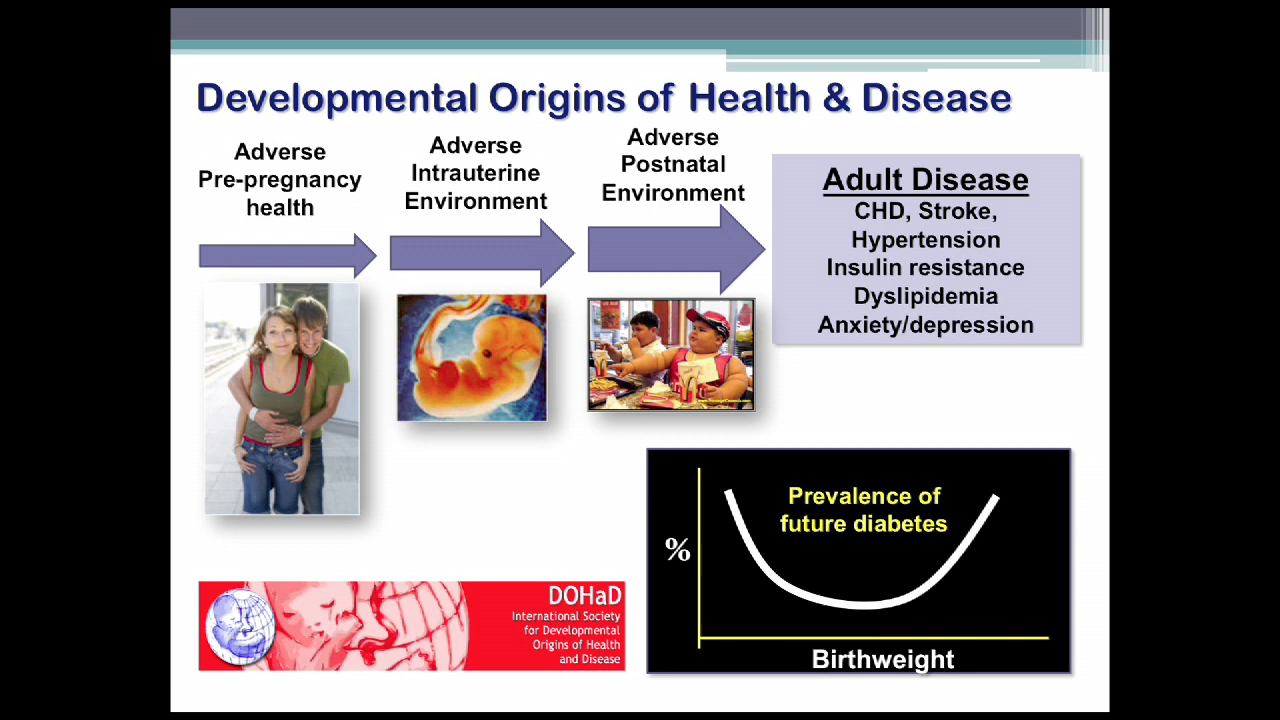 Developmental Origins of Health & Disease
Adverse
Pre-pregnancy
health
Adverse
Intrauterine
Environment
Adverse
Postnatal
Environment
Adult Disease
CHD, Stroke,
Hypertension
Insulin resistance
Dyslipidemia
Anxiety/depression
Prevalence of
future diabetes
%
Birthweight
DOHaD
International Society
for Developmental
Origins of Health
and Disease